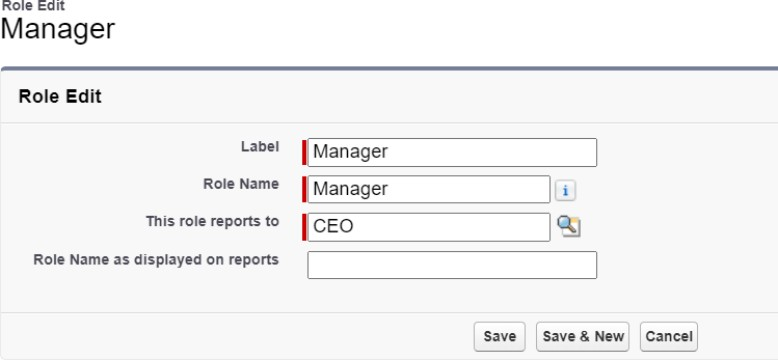 Role Edit
Manager
Role Edit
Label Manager
Role Name Manager i
This role reports to CEO
Role Name as displayed on reports
Save Save & New Cancel